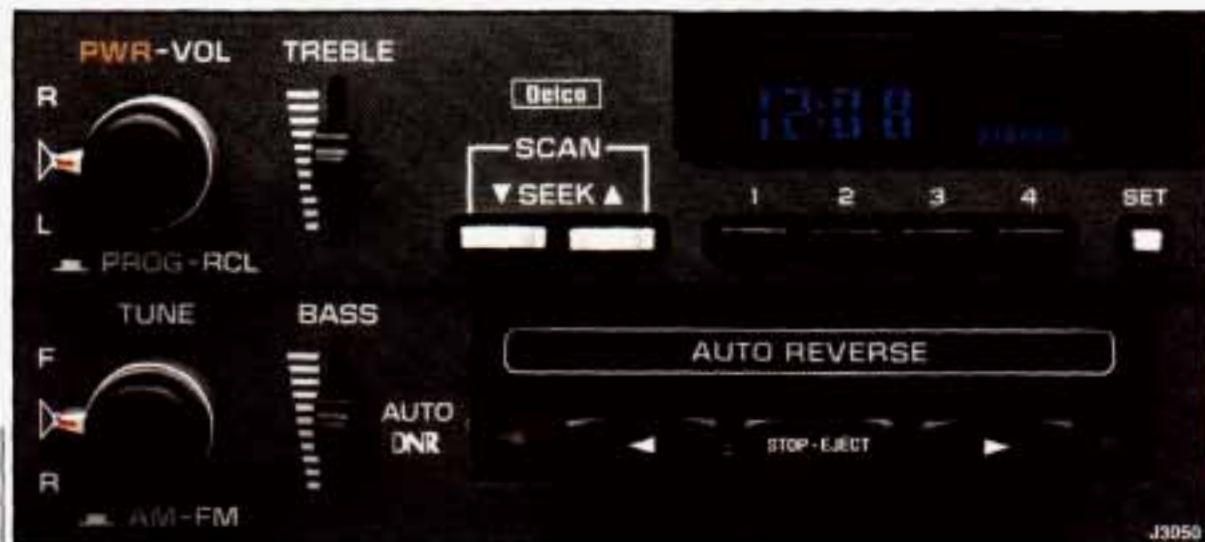 PWR-VOL
TREBLE
R
L
PROG-RCL
Delco
SCAN
▼ SEEK ▲
12:08
1 2 3 4 SET
TUNE
BASS
F
R
AM-FM
AUTO
DNR
AUTO REVERSE
◀ STOP-EJECT ▶
J3050